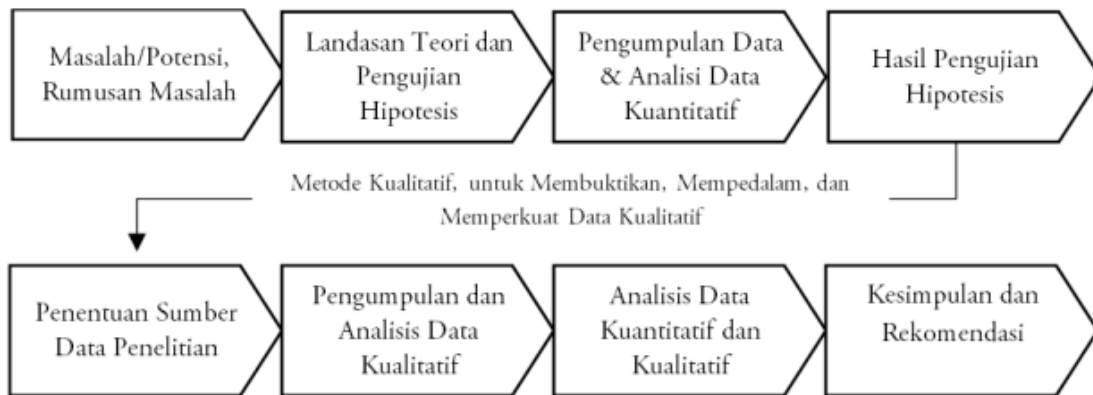 Masalah/Potensi,
Rumusan Masalah
Landasan Teori dan
Pengujian
Hipotesis
Pengumpulan Data
& Analisi Data
Kuantitatif
Hasil Pengujian
Hipotesis
Metode Kualitatif, untuk Membuktikan, Mempedalam, dan
Memperkuat Data Kualitatif
Penentuan Sumber
Data Penelitian
Pengumpulan dan
Analisis Data
Kualitatif
Analisis Data
Kuantitatif dan
Kualitatif
Kesimpulan dan
Rekomendasi